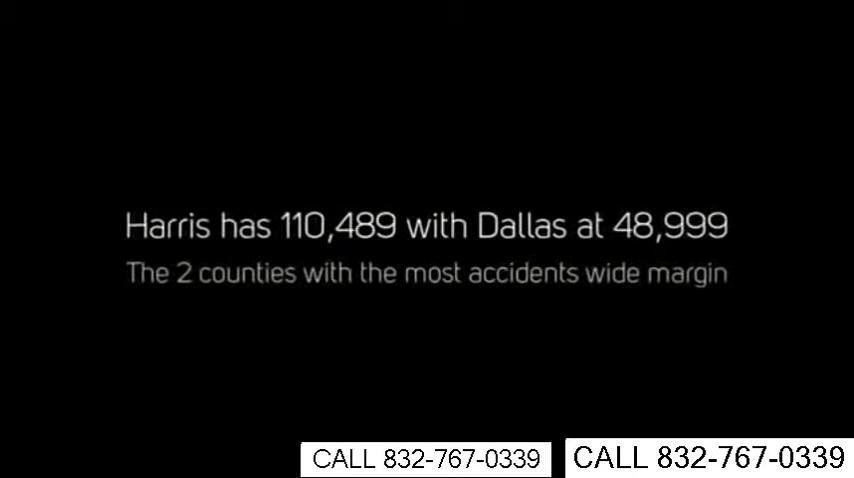 Harris has 110,489 with Dallas at 48,999
The 2 counties with the most accidents wide margin
CALL 832-767-0339
CALL 832-767-0339